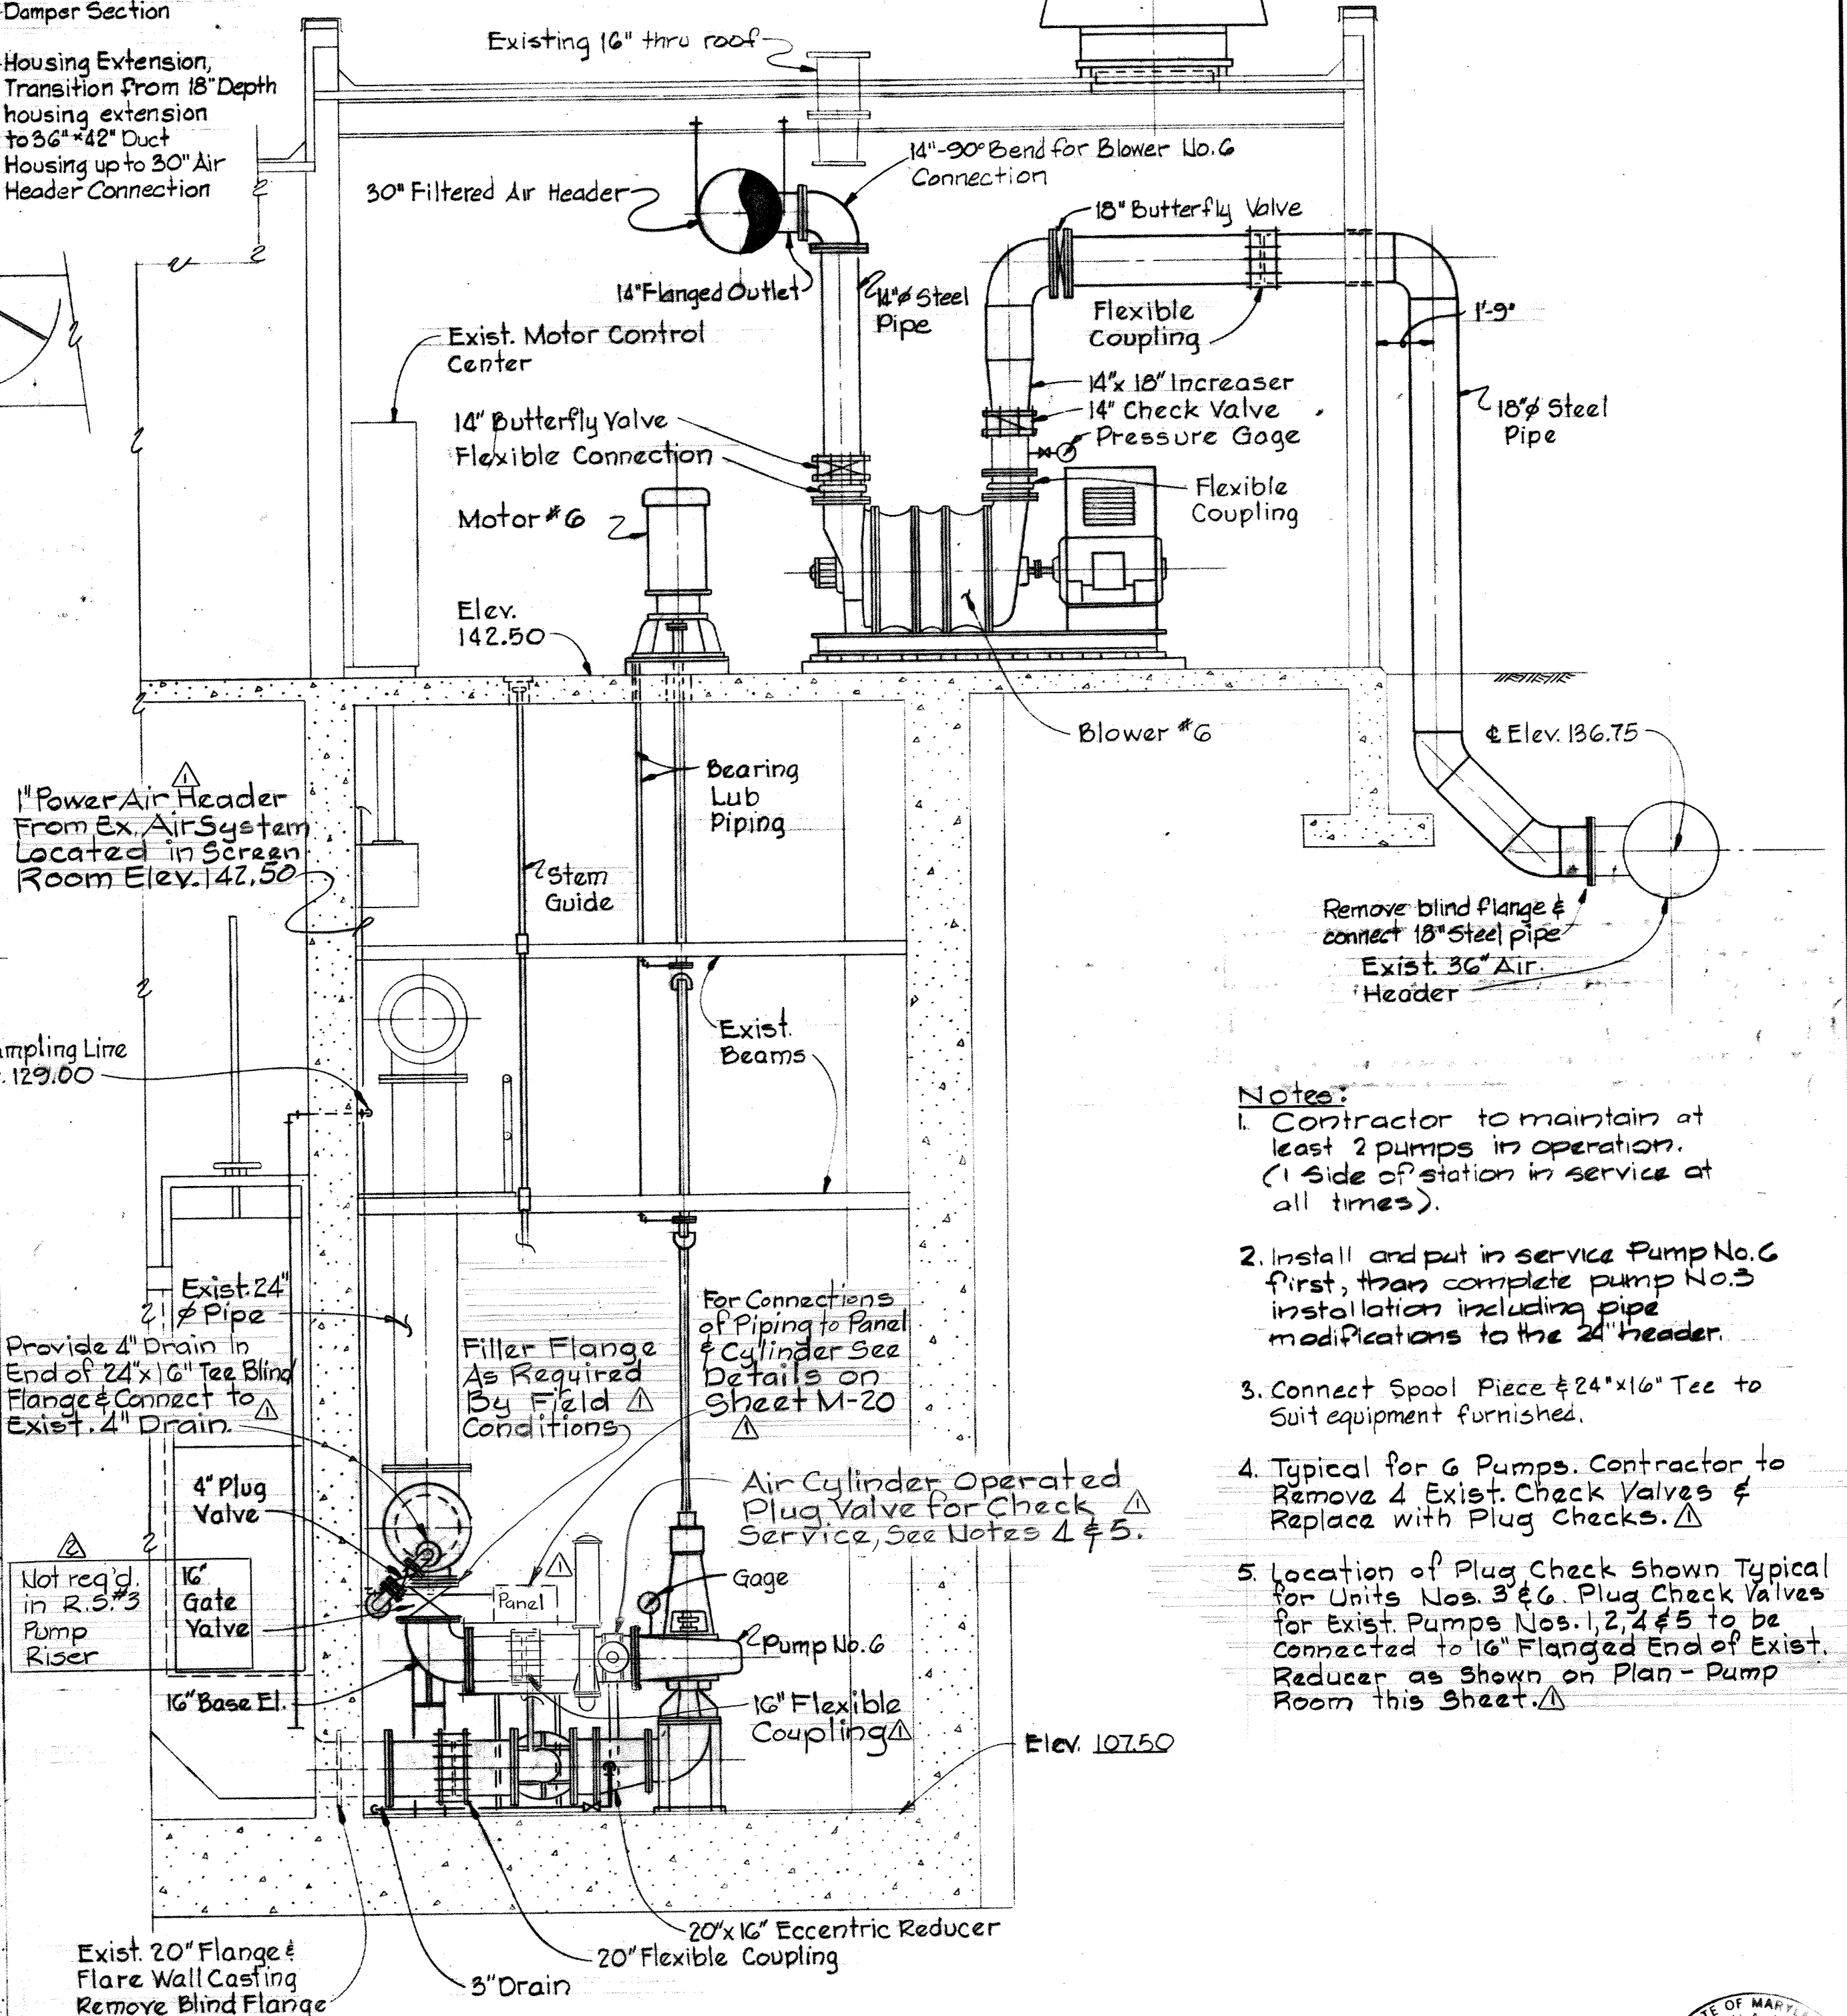 Damper Section
Housing Extension,
Transition from 18" Depth
housing extension
to 36"x42" Duct
Housing up to 30" Air
Header Connection
Existing 16" thru roof
30" Filtered Air Header
14"-90° Bend for Blower No.6
Connection
18" Butterfly Valve
14" Flanged Outlet
14"ø Steel
Pipe
Flexible
Coupling
1'-9"
Exist. Motor Control
Center
14"x 18" Increaser
14" Check Valve
Pressure Gage
18"ø Steel
Pipe
14" Butterfly Valve
Flexible Connection
Flexible
Coupling
Motor #6
Elev.
142.50
Blower #6
℄ Elev. 136.75
Bearing
Lub
Piping
1
1" Power Air Header
From Ex. Air System
Located in Screen
Room Elev. 142.50
Stem
Guide
Remove blind flange &
connect 18" Steel pipe
Exist. 36" Air
Header
Exist.
Beams
mpling Line
. 129.00
Notes:
1. Contractor to maintain at
least 2 pumps in operation.
(1 Side of station in service at
all times).
2. Install and put in service Pump No.6
first, than complete pump No.3
installation including pipe
modifications to the 24" header.
3. Connect Spool Piece & 24"x16" Tee to
Suit equipment furnished.
4. Typical for 6 Pumps. Contractor to
Remove 4 Exist. Check Valves &
Replace with Plug Checks. 1
5. Location of Plug Check Shown Typical
for Units Nos. 3 & 6. Plug Check Valves
for Exist. Pumps Nos. 1, 2, 4 & 5 to be
connected to 16" Flanged End of Exist.
Reducer as Shown on Plan - Pump
Room this Sheet. 1
Exist. 24"
ø Pipe
Provide 4" Drain In
End of 24"x16" Tee Blind
Flange & Connect to 1
Exist. 4" Drain.
Filler Flange
As Required
By Field 1
Conditions
For Connections
of Piping to Panel
& Cylinder See
Details on
Sheet M-20
1
4" Plug
Valve
Air Cylinder Operated
Plug Valve for Check 1
Service, See Notes 4 & 5.
2
Not req'd.
in R.S.#3
Pump
Riser
16"
Gate
Valve
Panel
1
Gage
Pump No.6
16" Base El.
16" Flexible
Coupling 1
Elev. 107.50
20"x16" Eccentric Reducer
20" Flexible Coupling
3" Drain
Exist. 20" Flange &
Flare Wall Casting
Remove Blind Flange
TE OF MARYL